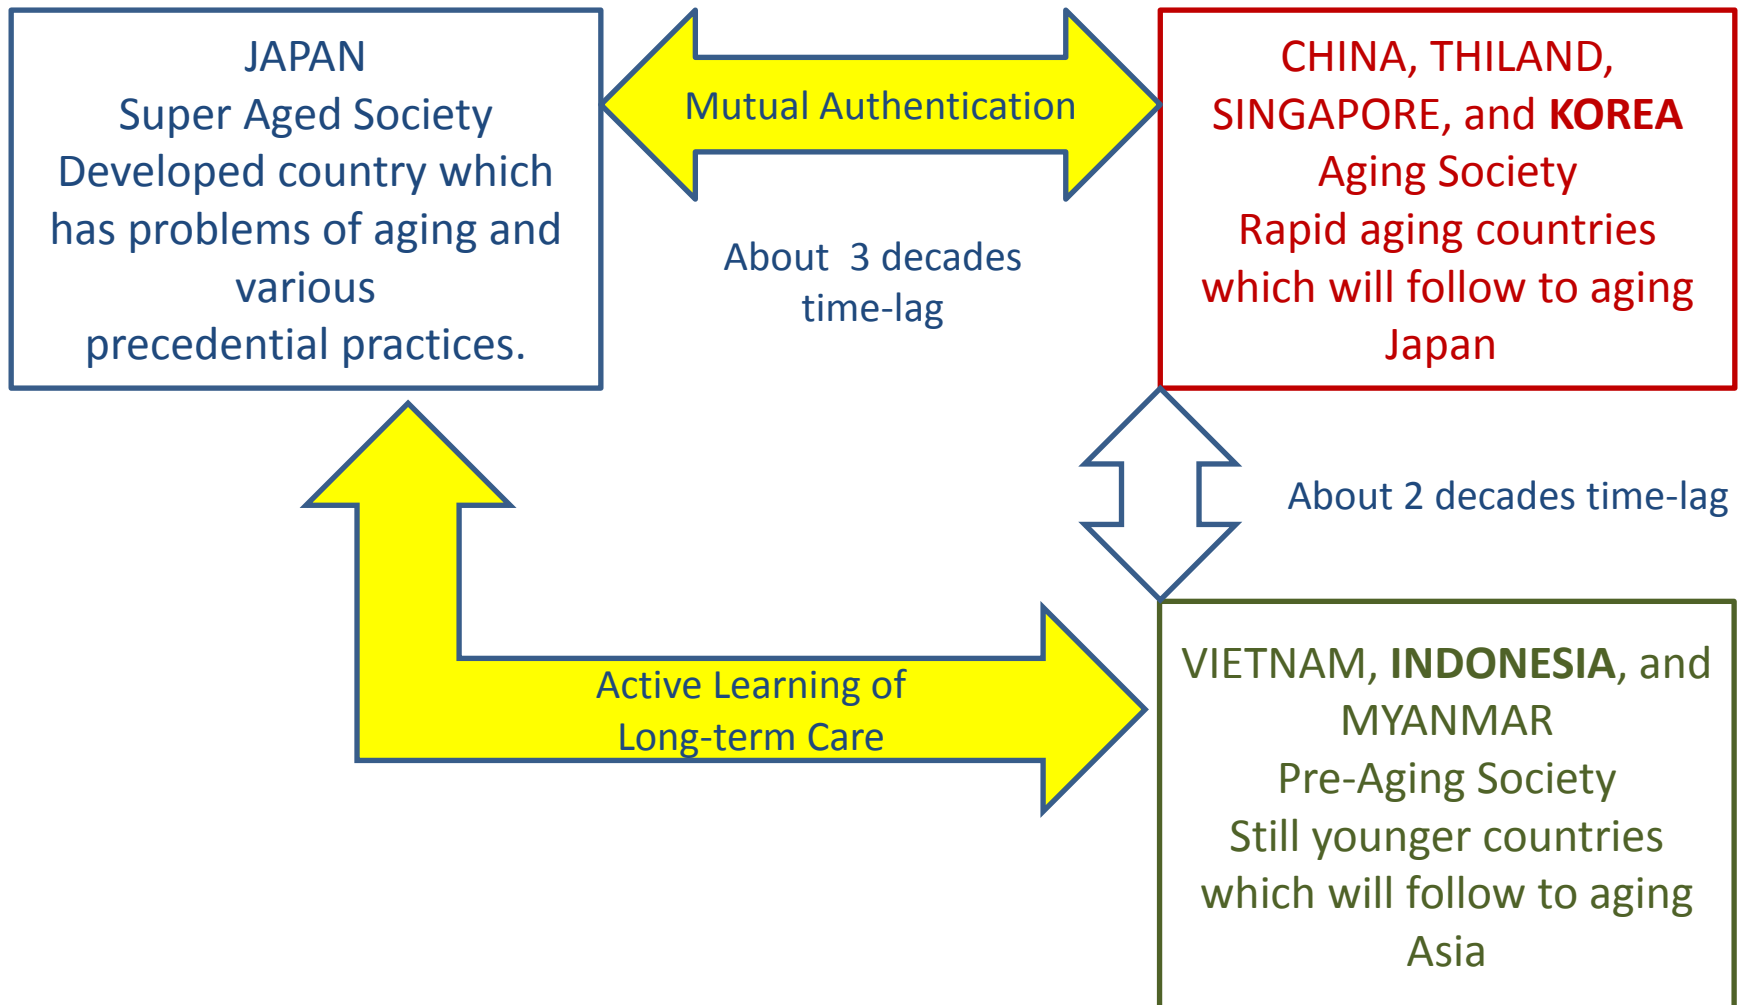 JAPAN
Super Aged Society
Developed country which
has problems of aging and
various
precedential practices.
Mutual Authentication
About  3 decades
time-lag
CHINA, THILAND,
SINGAPORE, and KOREA
Aging Society
Rapid aging countries
which will follow to aging
Japan
About 2 decades time-lag
Active Learning of
Long-term Care
VIETNAM, INDONESIA, and
MYANMAR
Pre-Aging Society
Still younger countries
which will follow to aging
Asia